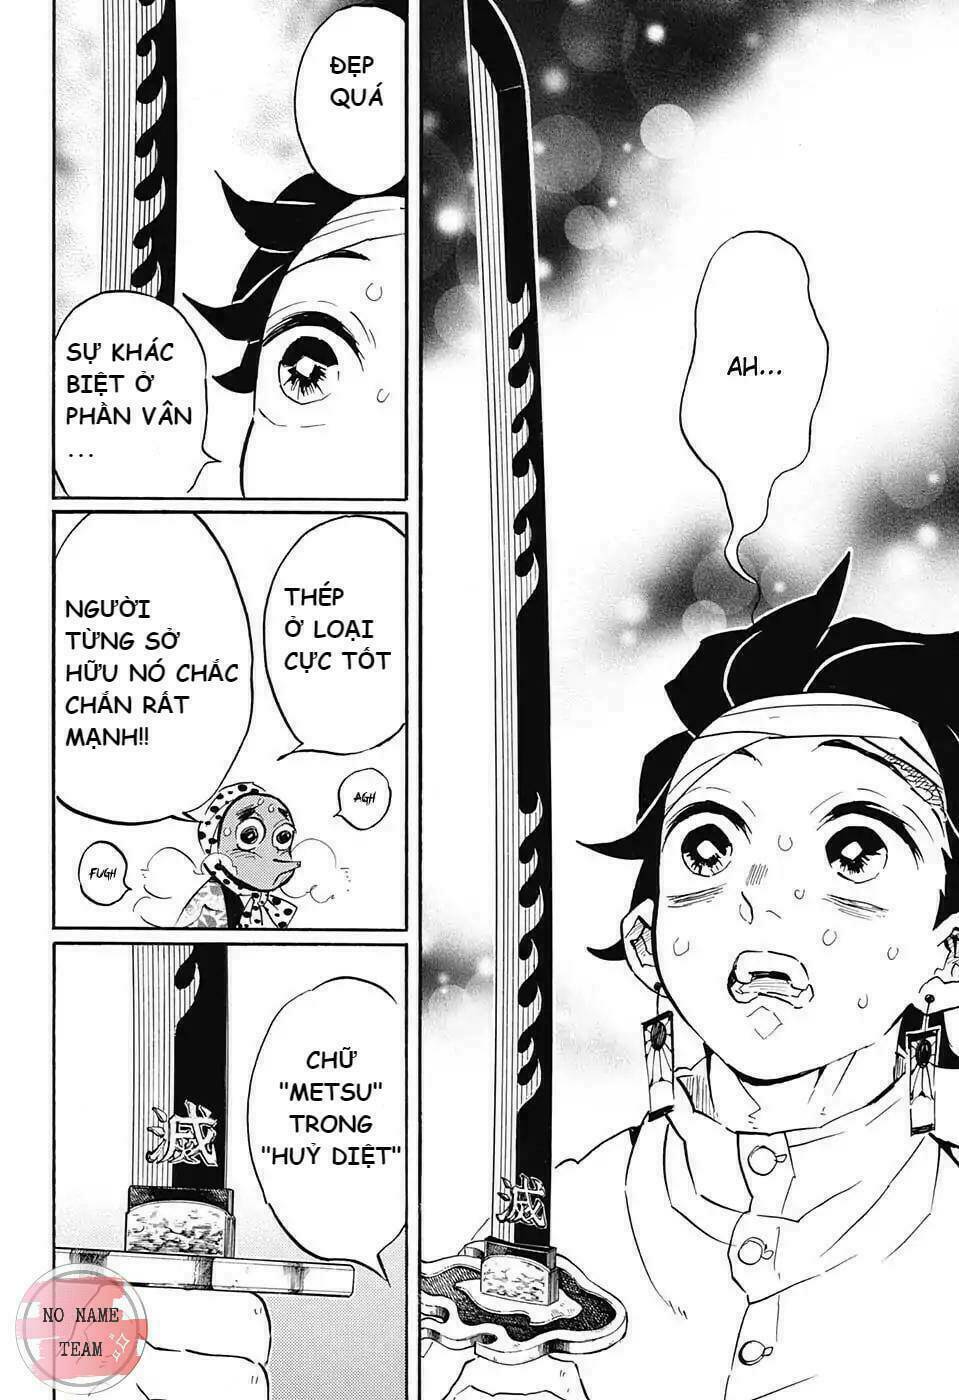 AH...
ĐẸP
QUÁ
SỰ KHÁC
BIỆT Ở
PHẦN VÂN
...
THÉP
Ở LOẠI
CỰC TỐT
NGƯỜI
TỪNG SỞ
HỮU NÓ CHẮC
CHẮN RẤT
MẠNH!!
AGH
FUGH
CHỮ
"METSU"
TRONG
"HUỶ DIỆT"
滅
滅
NO NAME
TEAM